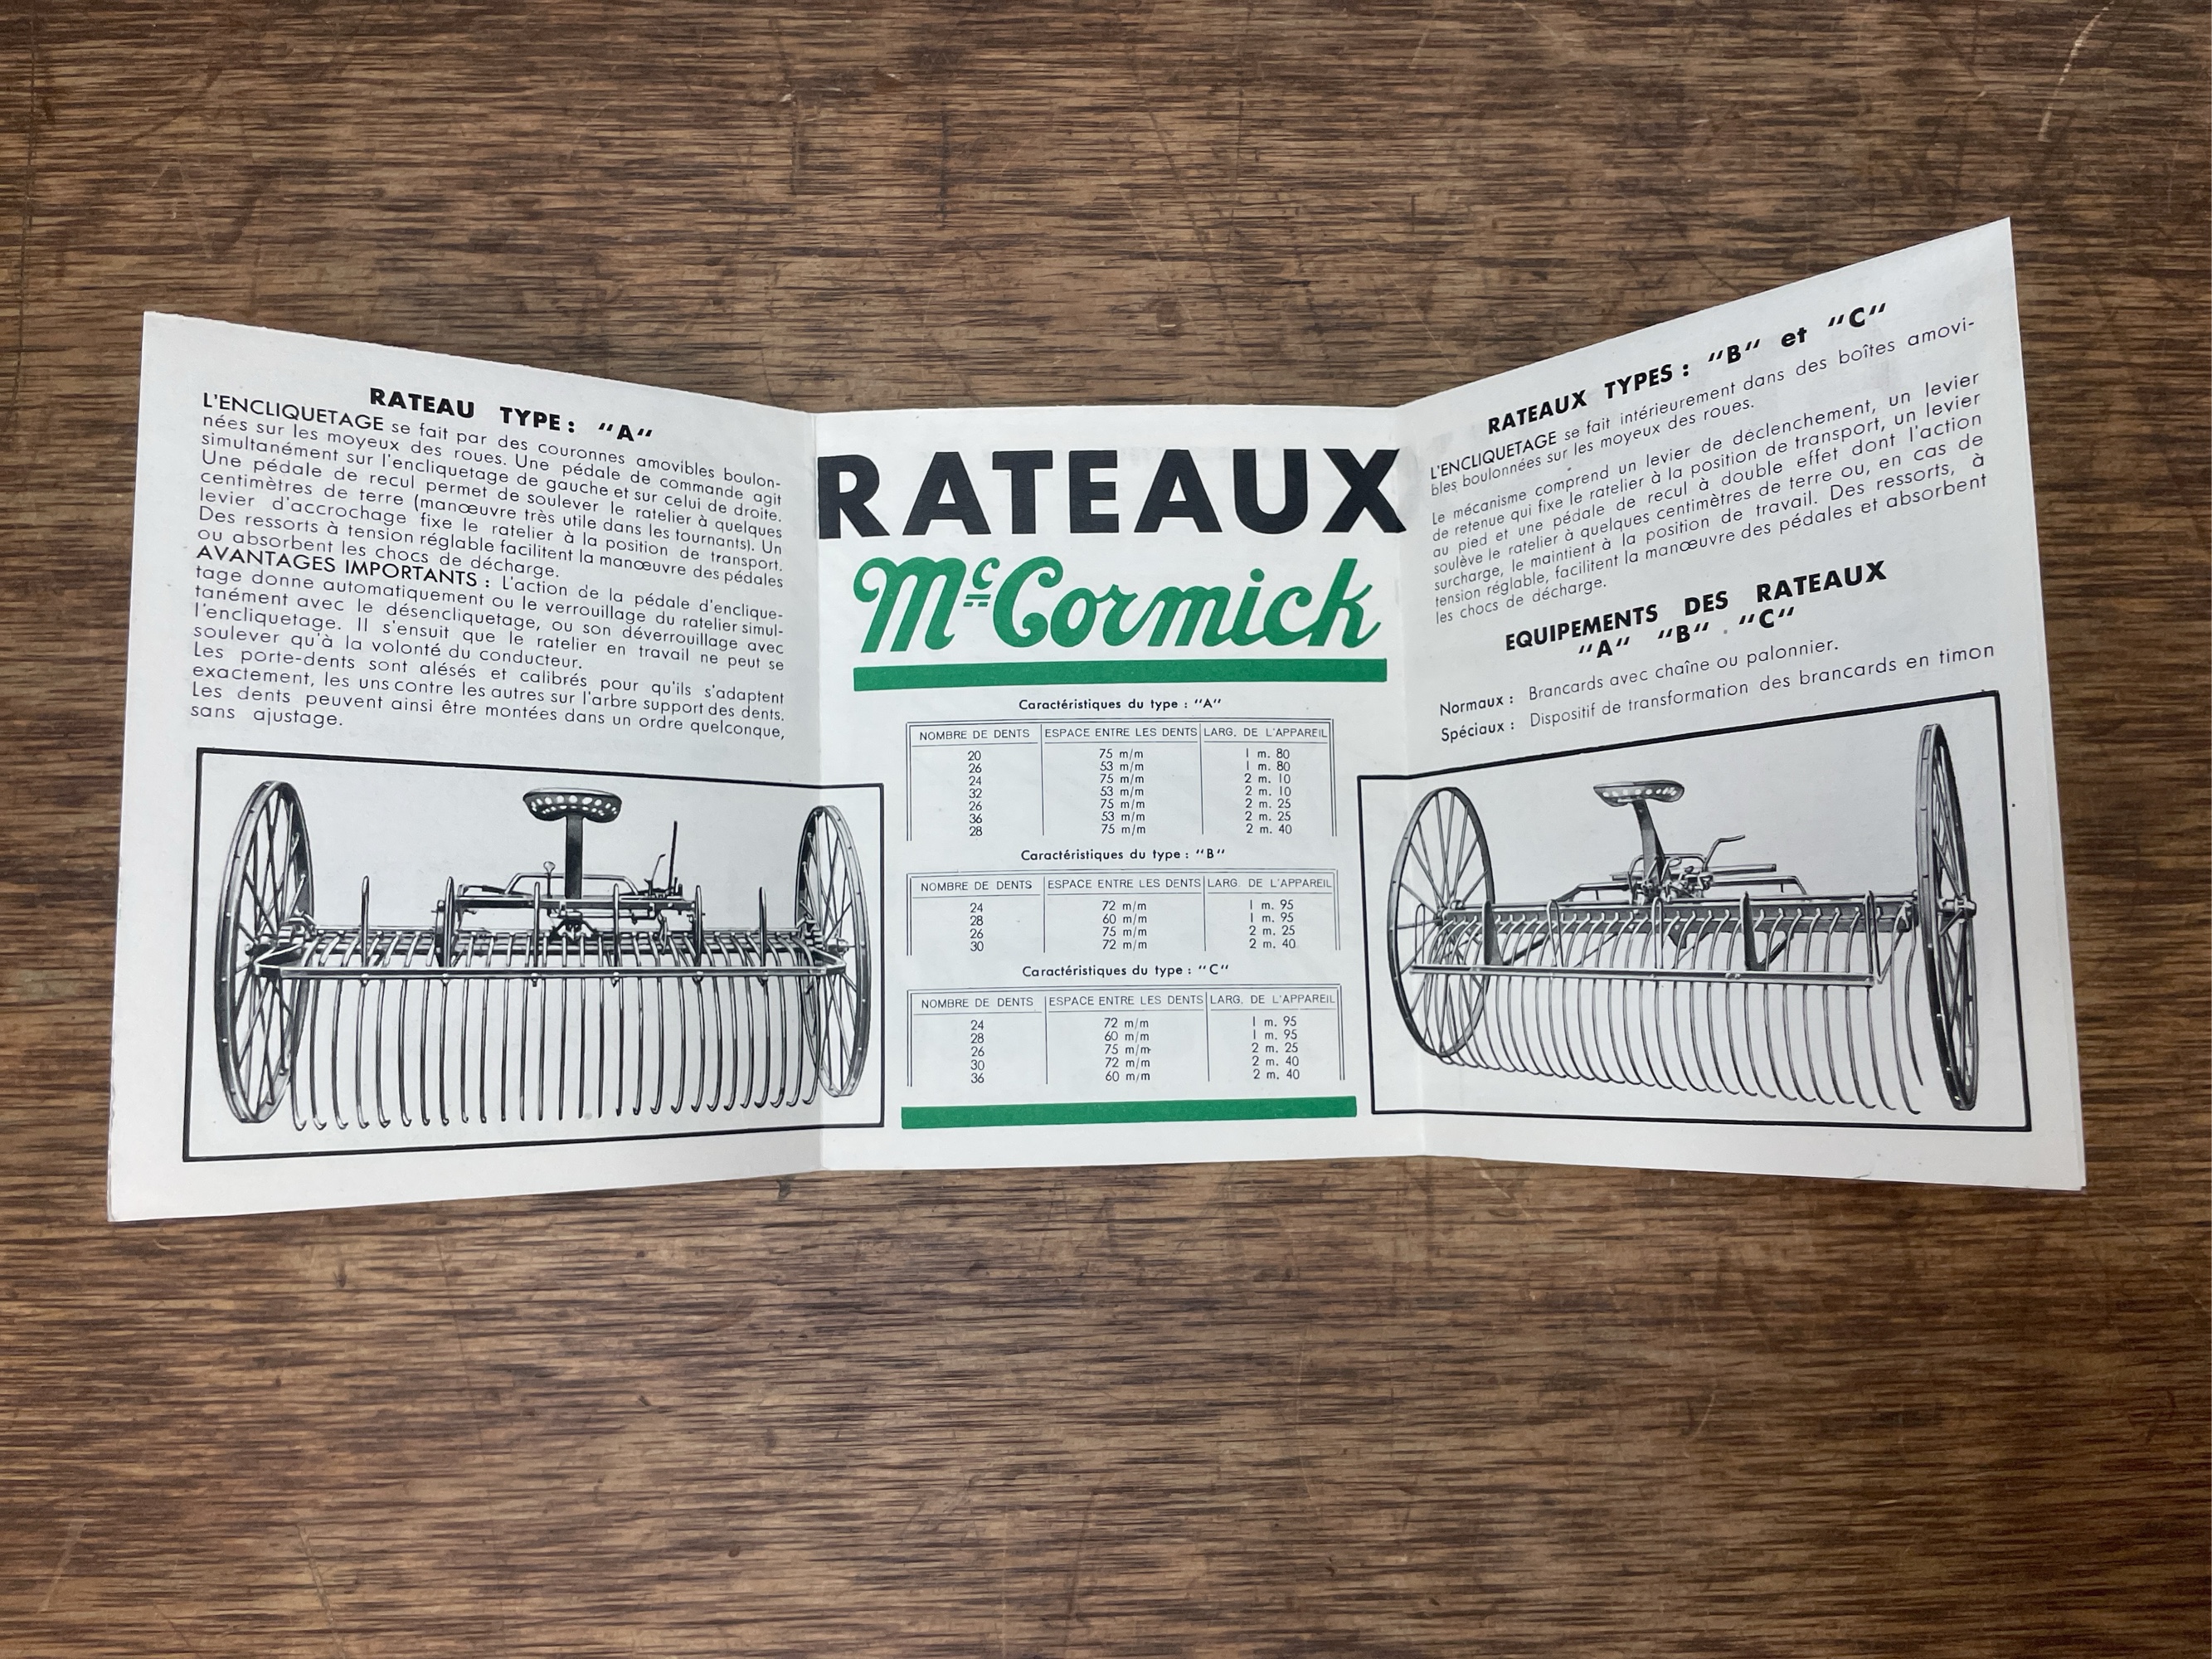 RATEAU TYPE : "A"
L'ENCLIQUETAGE se fait par des couronnes amovibles boulon-
nées sur les moyeux des roues. Une pédale de commande agit
simultanément sur l'encliquetage de gauche et sur celui de droite.
Une pédale de recul permet de soulever le ratelier à quelques
centimètres de terre (manœuvre très utile dans les tournants). Un
levier d'accrochage fixe le ratelier à la position de transport.
Des ressorts à tension réglable facilitent la manœuvre des pédales
ou absorbent les chocs de décharge.
AVANTAGES IMPORTANTS : L'action de la pédale d'enclique-
tage donne automatiquement ou le verrouillage du ratelier simul-
tanément avec le désencliquetage, ou son déverrouillage avec
l'encliquetage. Il s'ensuit que le ratelier en travail ne peut se
soulever qu'à la volonté du conducteur.
Les porte-dents sont alésés et calibrés pour qu'ils s'adaptent
exactement, les uns contre les autres sur l'arbre support des dents.
Les dents peuvent ainsi être montées dans un ordre quelconque,
sans ajustage.
RATEAUX
McCormick
Caractéristiques du type : "A"
NOMBRE DE DENTS ESPACE ENTRE LES DENTS LARG. DE L'APPAREIL
20 75 m/m 1 m. 80
26 53 m/m 1 m. 80
24 75 m/m 2 m. 10
32 53 m/m 2 m. 10
26 75 m/m 2 m. 25
36 53 m/m 2 m. 25
28 75 m/m 2 m. 40
Caractéristiques du type : "B"
NOMBRE DE DENTS ESPACE ENTRE LES DENTS LARG. DE L'APPAREIL
24 72 m/m 1 m. 95
28 60 m/m 1 m. 95
26 75 m/m 2 m. 25
30 72 m/m 2 m. 40
Caractéristiques du type : "C"
NOMBRE DE DENTS ESPACE ENTRE LES DENTS LARG. DE L'APPAREIL
24 72 m/m 1 m. 95
28 60 m/m 1 m. 95
26 75 m/m 2 m. 25
30 72 m/m 2 m. 40
36 60 m/m 2 m. 40
RATEAUX TYPES : "B" et "C"
L'ENCLIQUETAGE se fait intérieurement dans des boîtes amovi-
bles boulonnées sur les moyeux des roues.
Le mécanisme comprend un levier de déclenchement, un levier
de retenue qui fixe le ratelier à la position de transport, un levier
au pied et une pédale de recul à double effet dont l'action
soulève le ratelier à quelques centimètres de terre ou, en cas de
surcharge, le maintient à la position de travail. Des ressorts, à
tension réglable, facilitent la manœuvre des pédales et absorbent
les chocs de décharge.
EQUIPEMENTS DES RATEAUX
"A" "B" "C"
Normaux : Brancards avec chaîne ou palonnier.
Spéciaux : Dispositif de transformation des brancards en timon